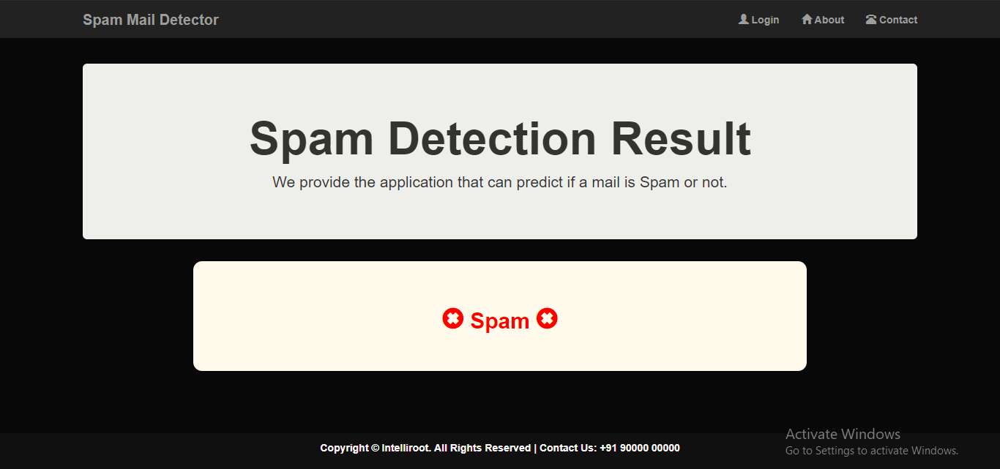 Spam Mail Detector
Login
About
Contact
Spam Detection Result
We provide the application that can predict if a mail is Spam or not.
Spam
Copyright © Intelliroot. All Rights Reserved | Contact Us: +91 90000 00000
Activate Windows
Go to Settings to activate Windows.